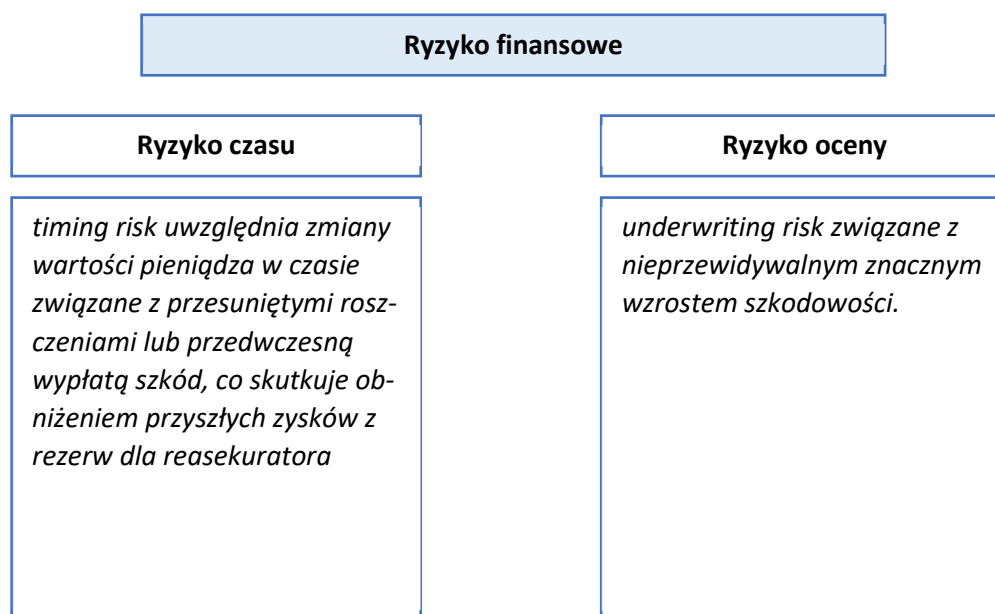 Ryzyko finansowe
Ryzyko czasu
timing risk uwzględnia zmiany
wartości pieniądza w czasie
związane z przesuniętymi rosz-
czeniami lub przedwczesną
wypłatą szkód, co skutkuje ob-
niżeniem przyszłych zysków z
rezerw dla reasekuratora
Ryzyko oceny
underwriting risk związane z
nieprzewidywalnym znacznym
wzrostem szkodowości.